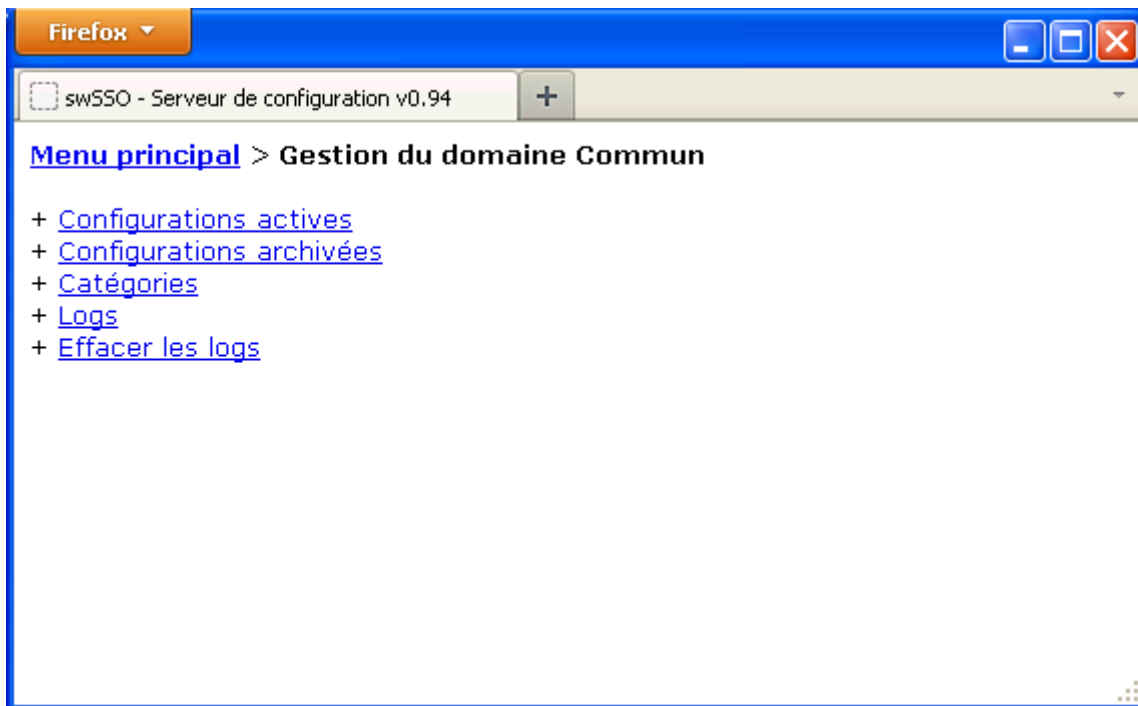 Firefox
swSSO - Serveur de configuration v0.94
Menu principal > Gestion du domaine Commun
+ Configurations actives
+ Configurations archivées
+ Catégories
+ Logs
+ Effacer les logs